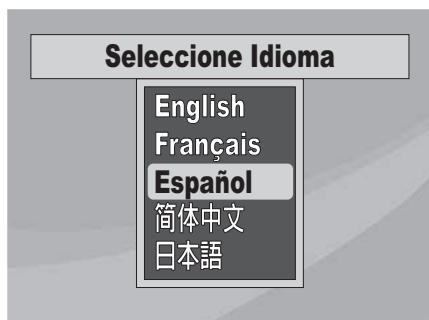 Seleccione Idioma
English
Français
Español
简体中文
日本語